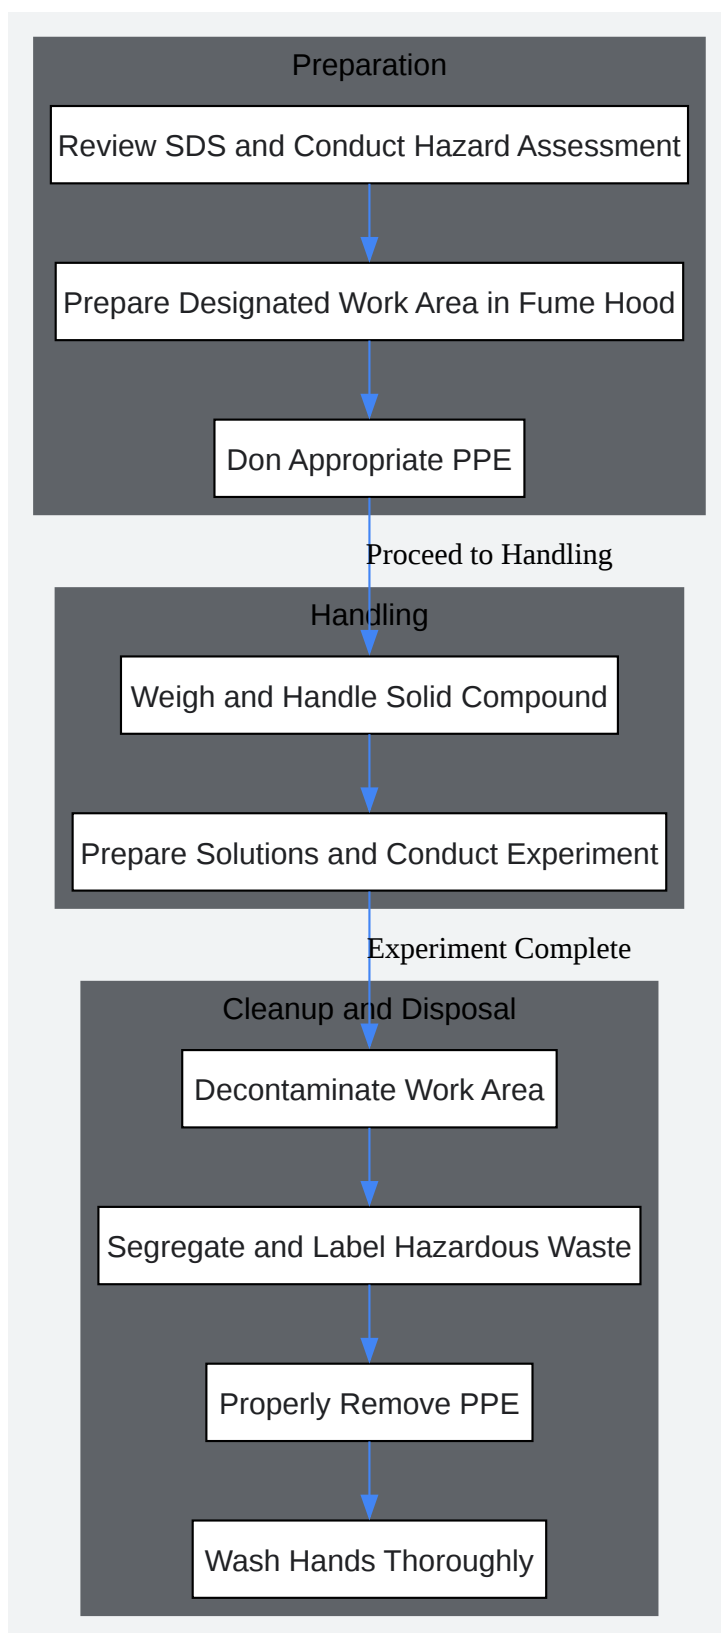 Preparation
Review SDS and Conduct Hazard Assessment
Prepare Designated Work Area in Fume Hood
Don Appropriate PPE
Proceed to Handling
Handling
Weigh and Handle Solid Compound
Prepare Solutions and Conduct Experiment
Experiment Complete
Cleanup and Disposal
Decontaminate Work Area
Segregate and Label Hazardous Waste
Properly Remove PPE
Wash Hands Thoroughly